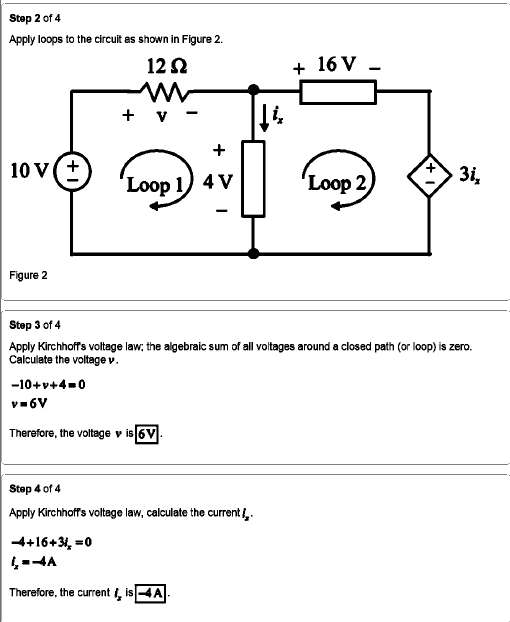 Step 2 of 4
Apply loops to the circuit as shown in Figure 2.
12 Ω
+ 16 V −
+ v −
iₓ
10 V
+
−
Loop 1
+
4 V
−
Loop 2
+
−
3iₓ
Figure 2
Step 3 of 4
Apply Kirchhoff's voltage law; the algebraic sum of all voltages around a closed path (or loop) is zero.
Calculate the voltage v.
−10+v+4=0
v=6V
Therefore, the voltage v is 6V.
Step 4 of 4
Apply Kirchhoff's voltage law, calculate the current iₓ.
−4+16+3iₓ=0
iₓ=−4A
Therefore, the current iₓ is −4A.